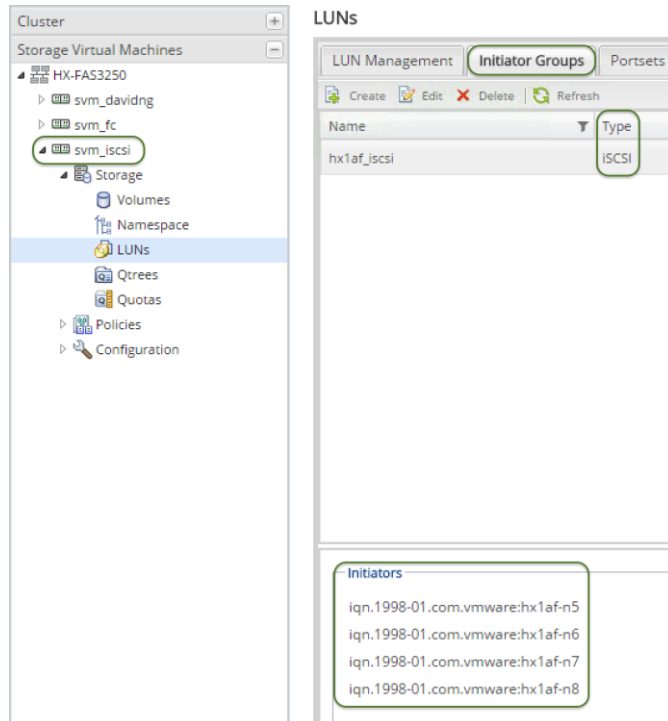 Cluster
Storage Virtual Machines
HX-FAS3250
svm_davidng
svm_fc
svm_iscsi
Storage
Volumes
Namespace
LUNs
Qtrees
Quotas
Policies
Configuration
LUNs
LUN Management Initiator Groups Portsets
Create Edit Delete Refresh
Name Type
hx1af_iscsi iSCSI
Initiators
iqn.1998-01.com.vmware:hx1af-n5
iqn.1998-01.com.vmware:hx1af-n6
iqn.1998-01.com.vmware:hx1af-n7
iqn.1998-01.com.vmware:hx1af-n8